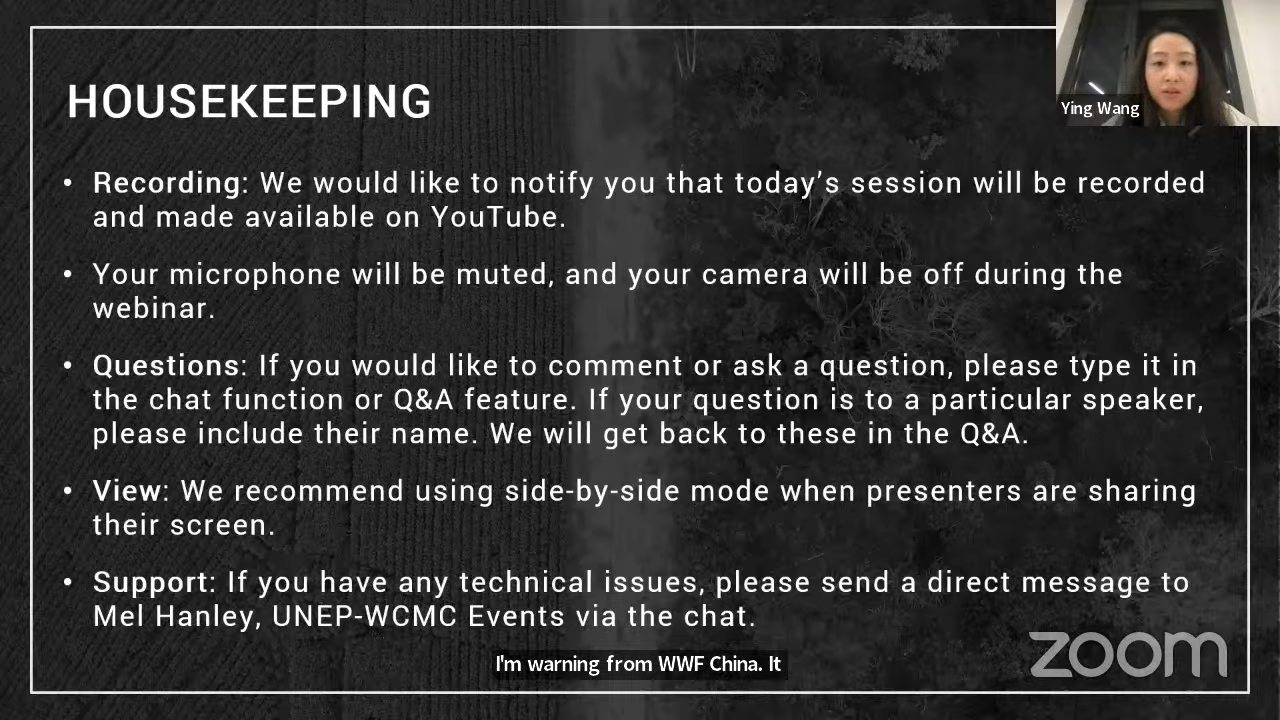 HOUSEKEEPING
Ying Wang
• Recording: We would like to notify you that today’s session will be recorded
and made available on YouTube.
• Your microphone will be muted, and your camera will be off during the
webinar.
• Questions: If you would like to comment or ask a question, please type it in
the chat function or Q&A feature. If your question is to a particular speaker,
please include their name. We will get back to these in the Q&A.
• View: We recommend using side-by-side mode when presenters are sharing
their screen.
• Support: If you have any technical issues, please send a direct message to
Mel Hanley, UNEP-WCMC Events via the chat.
I'm warning from WWF China. It
zoom